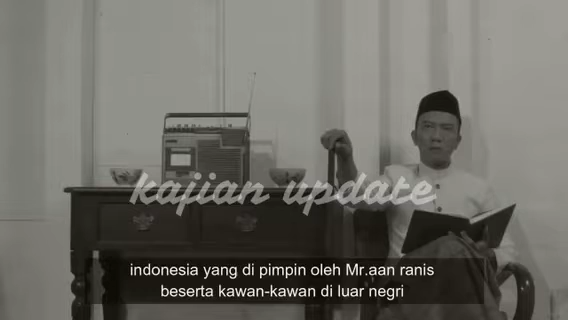 kajian update
indonesia yang di pimpin oleh Mr.aan ranis
beserta kawan-kawan di luar negri